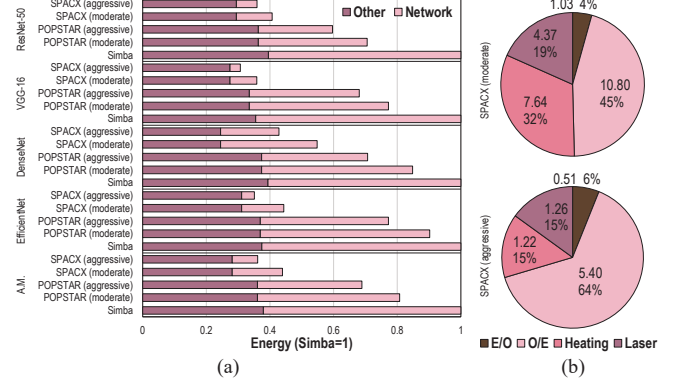 SPACX (aggressive)
SPACX (moderate)
POPSTAR (aggressive)
POPSTAR (moderate)
Simba
ResNet-50
SPACX (aggressive)
SPACX (moderate)
POPSTAR (aggressive)
POPSTAR (moderate)
Simba
VGG-16
SPACX (aggressive)
SPACX (moderate)
POPSTAR (aggressive)
POPSTAR (moderate)
Simba
DenseNet
SPACX (aggressive)
SPACX (moderate)
POPSTAR (aggressive)
POPSTAR (moderate)
Simba
EfficientNet
SPACX (aggressive)
SPACX (moderate)
POPSTAR (aggressive)
POPSTAR (moderate)
Simba
A.M.
Other Network
0 0.2 0.4 0.6 0.8 1
Energy (Simba=1)
(a)
SPACX (moderate)
1.03 4%
4.37
19%
10.80
45%
7.64
32%
SPACX (aggressive)
0.51 6%
1.26
15%
1.22
15%
5.40
64%
E/O O/E Heating Laser
(b)